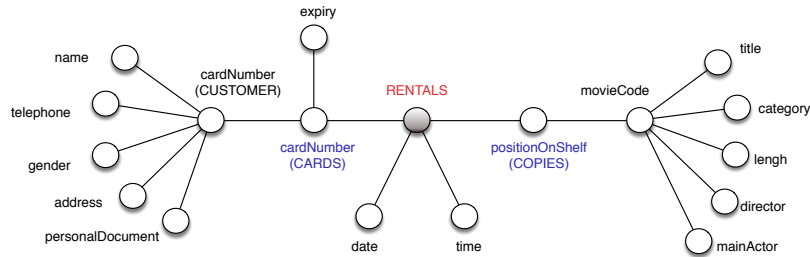 expiry
name
cardNumber
(CUSTOMER)
RENTALS
movieCode
title
telephone
category
gender
cardNumber
(CARDS)
positionOnShelf
(COPIES)
lengh
address
director
personalDocument
date
time
mainActor